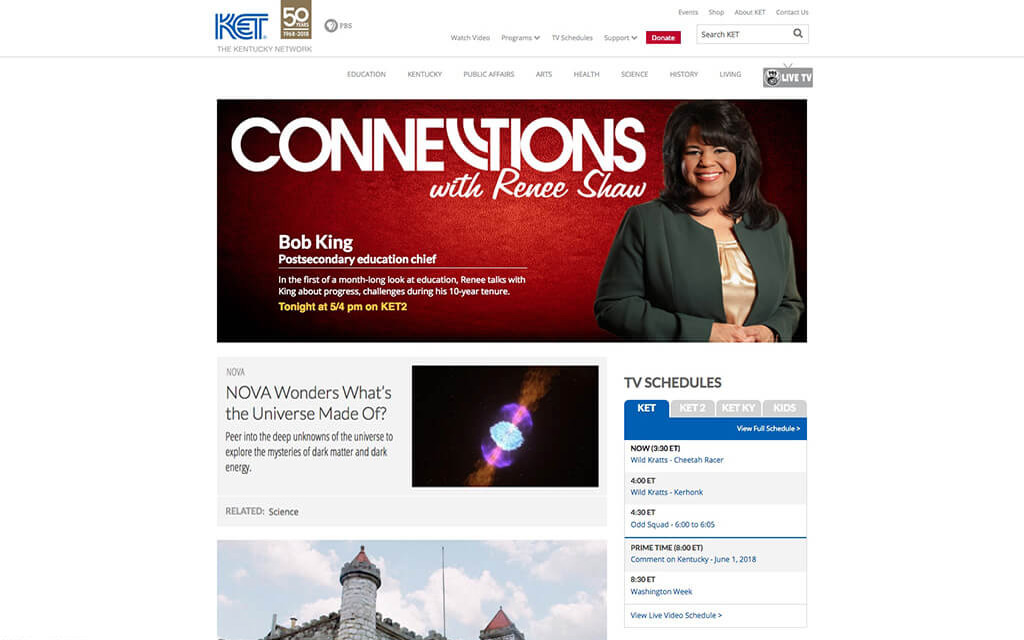 Events Shop About KET Contact Us
KET
50
YEARS
1968-2018
PBS
THE KENTUCKY NETWORK
Watch Video Programs TV Schedules Support Donate
Search KET
EDUCATION KENTUCKY PUBLIC AFFAIRS ARTS HEALTH SCIENCE HISTORY LIVING
LIVE TV
CONNECTIONS
with Renee Shaw
Bob King
Postsecondary education chief
In the first of a month-long look at education, Renee talks with
King about progress, challenges during his 10-year tenure.
Tonight at 5/4 pm on KET2
NOVA
NOVA Wonders What's
the Universe Made Of?
Peer into the deep unknowns of the universe to
explore the mysteries of dark matter and dark
energy.
RELATED: Science
TV SCHEDULES
KET KET 2 KET KY KIDS
View Full Schedule >
NOW (3:30 ET)
Wild Kratts - Cheetah Racer
4:00 ET
Wild Kratts - Kerhonk
4:30 ET
Odd Squad - 6:00 to 6:05
PRIME TIME (8:00 ET)
Comment on Kentucky - June 1, 2018
8:30 ET
Washington Week
View Live Video Schedule >